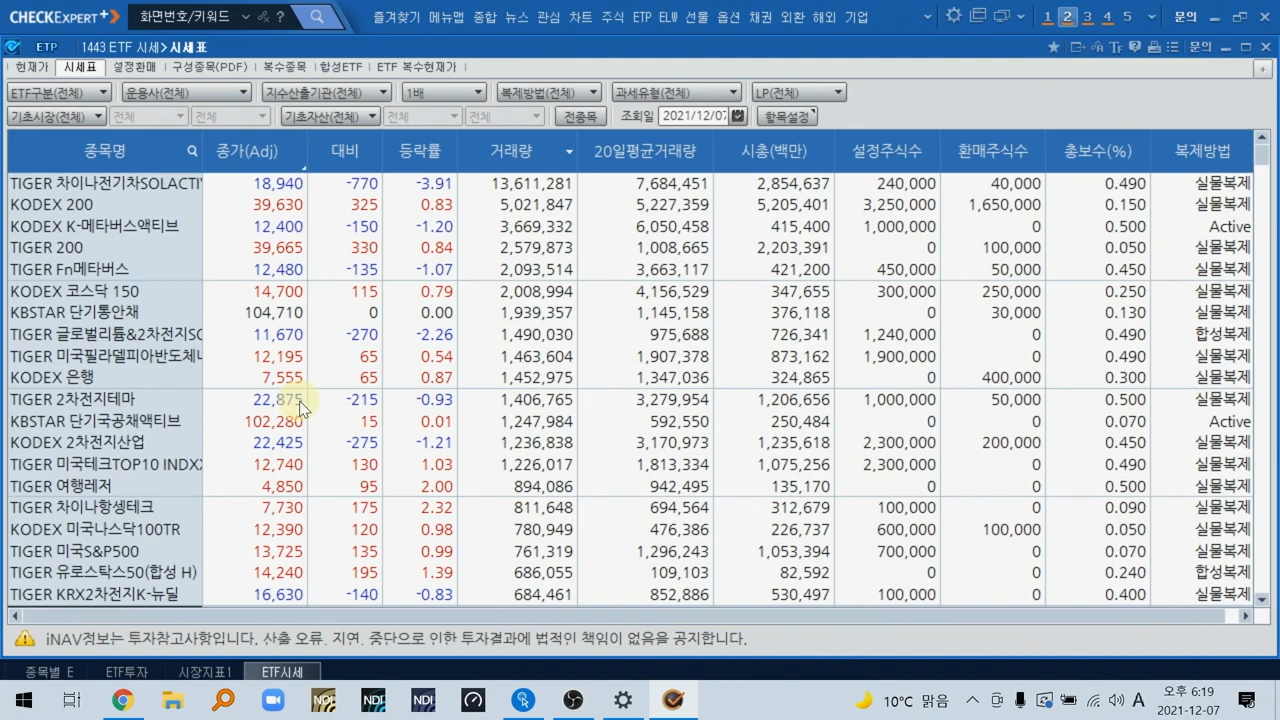 CHECK EXPERT+ 화면번호/키워드 ? 즐겨찾기 메뉴맵 종합 뉴스 관심 차트 주식 ETP ELW 선물 옵션 채권 외환 해외 기업 1 2 3 4 5 문의
ETP 1443 ETF 시세>시세표 문의
현재가 시세표 설정환매 구성종목(PDF) 복수종목 합성ETF ETF 복수현재가
ETF구분(전체) 운용사(전체) 지수산출기관(전체) 1배 복제방법(전체) 과세유형(전체) LP(전체)
기초시장(전체) 전체 전체 기초자산(전체) 전체 전체 전종목 조회일 2021/12/07 항목설정
종목명 종가(Adj) 대비 등락률 거래량 20일평균거래량 시총(백만) 설정주식수 환매주식수 총보수(%) 복제방법
TIGER 차이나전기차SOLACTI 18,940 -770 -3.91 13,611,281 7,684,451 2,854,637 240,000 40,000 0.490 실물복제
KODEX 200 39,630 325 0.83 5,021,847 5,227,359 5,205,401 3,250,000 1,650,000 0.150 실물복제
KODEX K-메타버스액티브 12,400 -150 -1.20 3,669,332 6,050,458 415,400 1,000,000 0 0.500 Active
TIGER 200 39,665 330 0.84 2,579,873 1,008,665 2,203,391 0 100,000 0.050 실물복제
TIGER Fn메타버스 12,480 -135 -1.07 2,093,514 3,663,117 421,200 450,000 50,000 0.450 실물복제
KODEX 코스닥 150 14,700 115 0.79 2,008,994 4,156,529 347,655 300,000 250,000 0.250 실물복제
KBSTAR 단기통안채 104,710 0 0.00 1,939,357 1,145,158 376,118 0 30,000 0.130 실물복제
TIGER 글로벌리튬&2차전지SO 11,670 -270 -2.26 1,490,030 975,688 726,341 1,240,000 0 0.490 합성복제
TIGER 미국필라델피아반도체나 12,195 65 0.54 1,463,604 1,907,378 873,162 1,900,000 0 0.490 실물복제
KODEX 은행 7,555 65 0.87 1,452,975 1,347,036 324,865 0 400,000 0.300 실물복제
TIGER 2차전지테마 22,875 -215 -0.93 1,406,765 3,279,954 1,206,656 1,000,000 50,000 0.500 실물복제
KBSTAR 단기국공채액티브 102,280 15 0.01 1,247,984 592,550 250,484 0 0 0.070 Active
KODEX 2차전지산업 22,425 -275 -1.21 1,236,838 3,170,973 1,235,618 2,300,000 200,000 0.450 실물복제
TIGER 미국테크TOP10 INDXX 12,740 130 1.03 1,226,017 1,813,334 1,075,256 2,300,000 0 0.490 실물복제
TIGER 여행레저 4,850 95 2.00 894,086 942,495 135,170 0 0 0.500 실물복제
TIGER 차이나항셍테크 7,730 175 2.32 811,648 694,564 312,679 100,000 0 0.090 실물복제
KODEX 미국나스닥100TR 12,390 120 0.98 780,949 476,386 226,737 600,000 100,000 0.050 실물복제
TIGER 미국S&P500 13,725 135 0.99 761,319 1,296,243 1,053,394 700,000 0 0.070 실물복제
TIGER 유로스탁스50(합성 H) 14,240 195 1.39 686,055 109,103 82,592 0 0 0.240 합성복제
TIGER KRX2차전지K-뉴딜 16,630 -140 -0.83 684,461 852,886 530,497 100,000 0 0.400 실물복제
iNAV정보는 투자참고사항입니다. 산출 오류, 지연, 중단으로 인한 투자결과에 법적인 책임이 없음을 공지합니다.
종목별 E ETF투자 시장지표1 ETF시세
NDI NDI NDI 10℃ 맑음 A 오후 6:19
2021-12-07